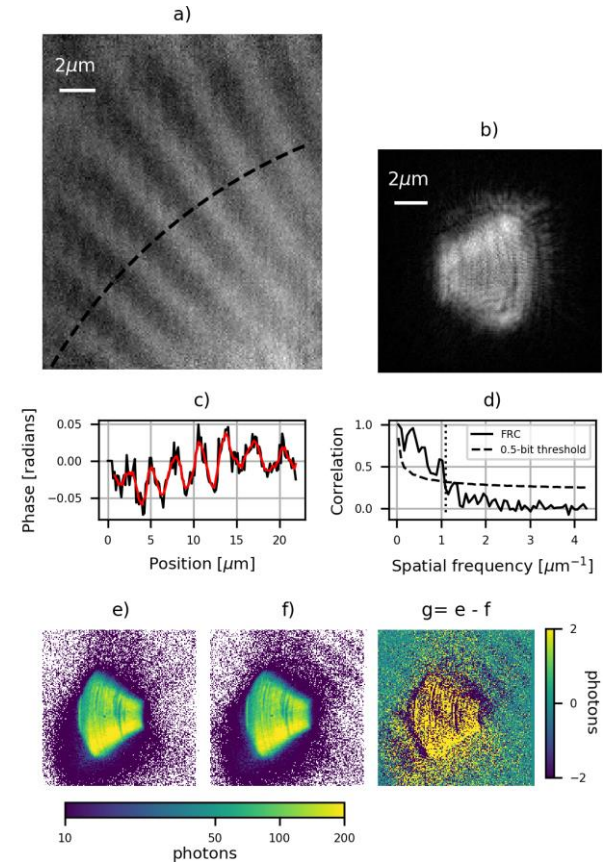 a)
2μm
b)
2μm
c)
0.05
0.00
−0.05
Phase [radians]
0 5 10 15 20
Position [μm]
d)
1.0
0.5
0.0
Correlation
FRC
0.5-bit threshold
0 1 2 3 4
Spatial frequency [μm⁻¹]
e)
f)
g= e - f
2
0
−2
photons
10 50 100 200
photons